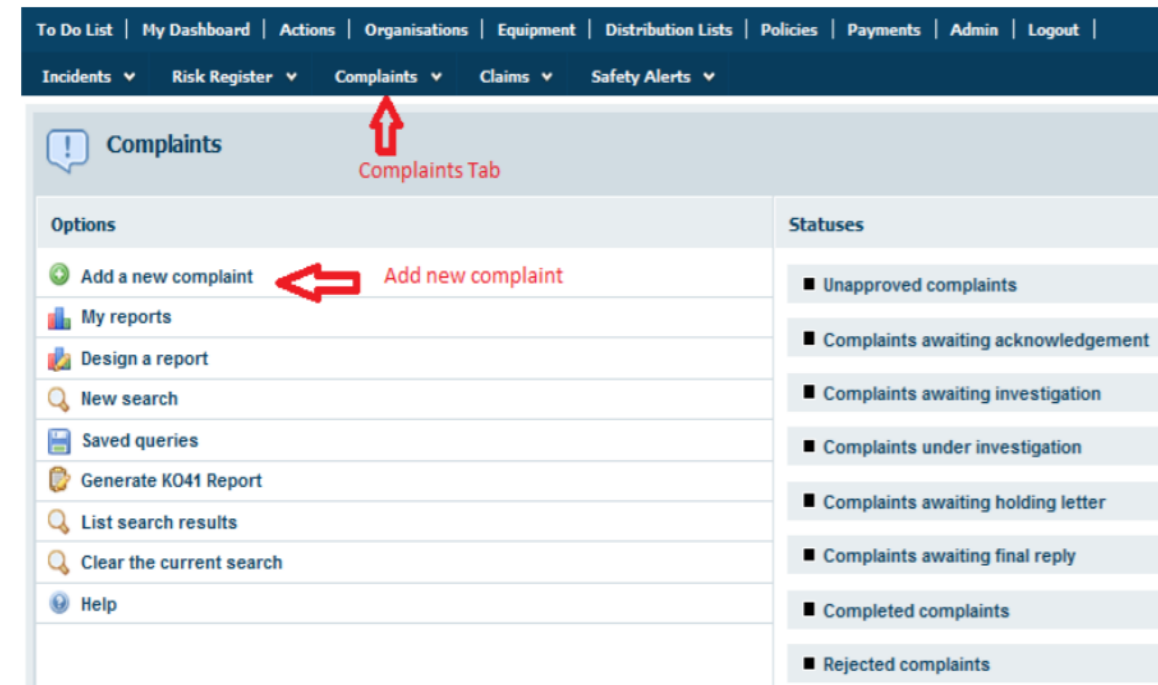 To Do List | My Dashboard | Actions | Organisations | Equipment | Distribution Lists | Policies | Payments | Admin | Logout |
Incidents Risk Register Complaints Claims Safety Alerts
Complaints
Complaints Tab
Options
Add a new complaint
Add new complaint
My reports
Design a report
New search
Saved queries
Generate KO41 Report
List search results
Clear the current search
Help
Statuses
Unapproved complaints
Complaints awaiting acknowledgement
Complaints awaiting investigation
Complaints under investigation
Complaints awaiting holding letter
Complaints awaiting final reply
Completed complaints
Rejected complaints